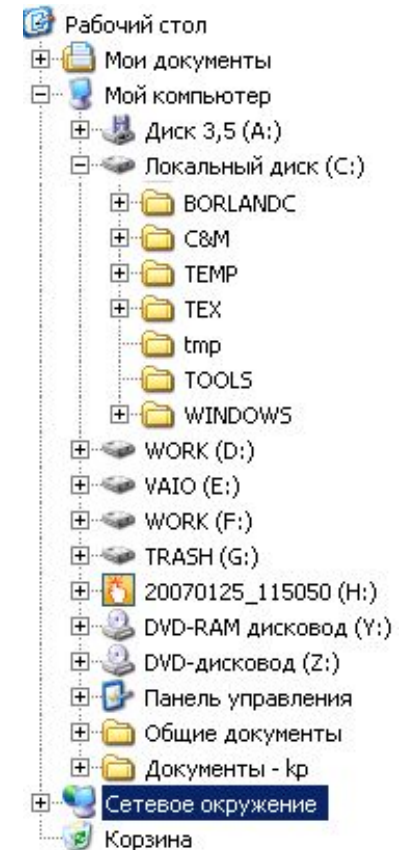 Рабочий стол
Мои документы
Мой компьютер
Диск 3,5 (A:)
Локальный диск (C:)
BORLANDC
C&M
TEMP
TEX
tmp
TOOLS
WINDOWS
WORK (D:)
VAIO (E:)
WORK (F:)
TRASH (G:)
20070125_115050 (H:)
DVD-RAM дисковод (Y:)
DVD-дисковод (Z:)
Панель управления
Общие документы
Документы - kp
Сетевое окружение
Корзина